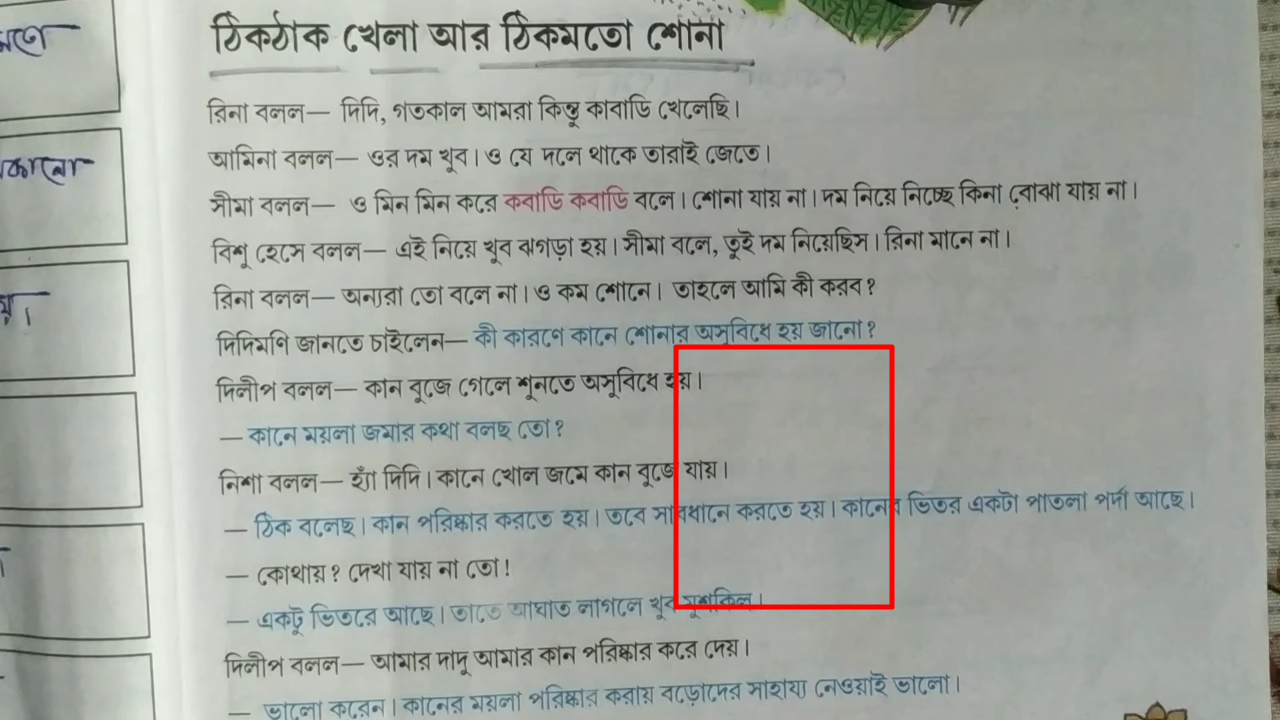 ঠিকঠাক খেলা আর ঠিকমতো শোনা
রিনা বলল— দিদি, গতকাল আমরা কিন্তু কাবাডি খেলেছি।
আমিনা বলল— ওর দম খুব। ও যে দলে থাকে তারাই জেতে।
সীমা বলল— ও মিন মিন করে কবাডি কবাডি বলে। শোনা যায় না। দম নিয়ে নিচ্ছে কিনা বোঝা যায় না।
বিশু হেসে বলল— এই নিয়ে খুব ঝগড়া হয়। সীমা বলে, তুই দম নিয়েছিস। রিনা মানে না।
রিনা বলল— অন্যরা তো বলে না। ও কম শোনে। তাহলে আমি কী করব?
দিদিমণি জানতে চাইলেন— কী কারণে কানে শোনার অসুবিধে হয় জানো?
দিলীপ বলল— কান বুজে গেলে শুনতে অসুবিধে হয়।
— কানে ময়লা জমার কথা বলছ তো?
নিশা বলল— হ্যাঁ দিদি। কানে খোল জমে কান বুজে যায়।
— ঠিক বলেছ। কান পরিষ্কার করতে হয়। তবে সাবধানে করতে হয়। কানের ভিতর একটা পাতলা পর্দা আছে।
— কোথায়? দেখা যায় না তো!
— একটু ভিতরে আছে। তাতে আঘাত লাগলে খুব মুশকিল।
দিলীপ বলল— আমার দাদু আমার কান পরিষ্কার করে দেয়।
— ভালো করেন। কানের ময়লা পরিষ্কার করায় বড়োদের সাহায্য নেওয়াই ভালো।